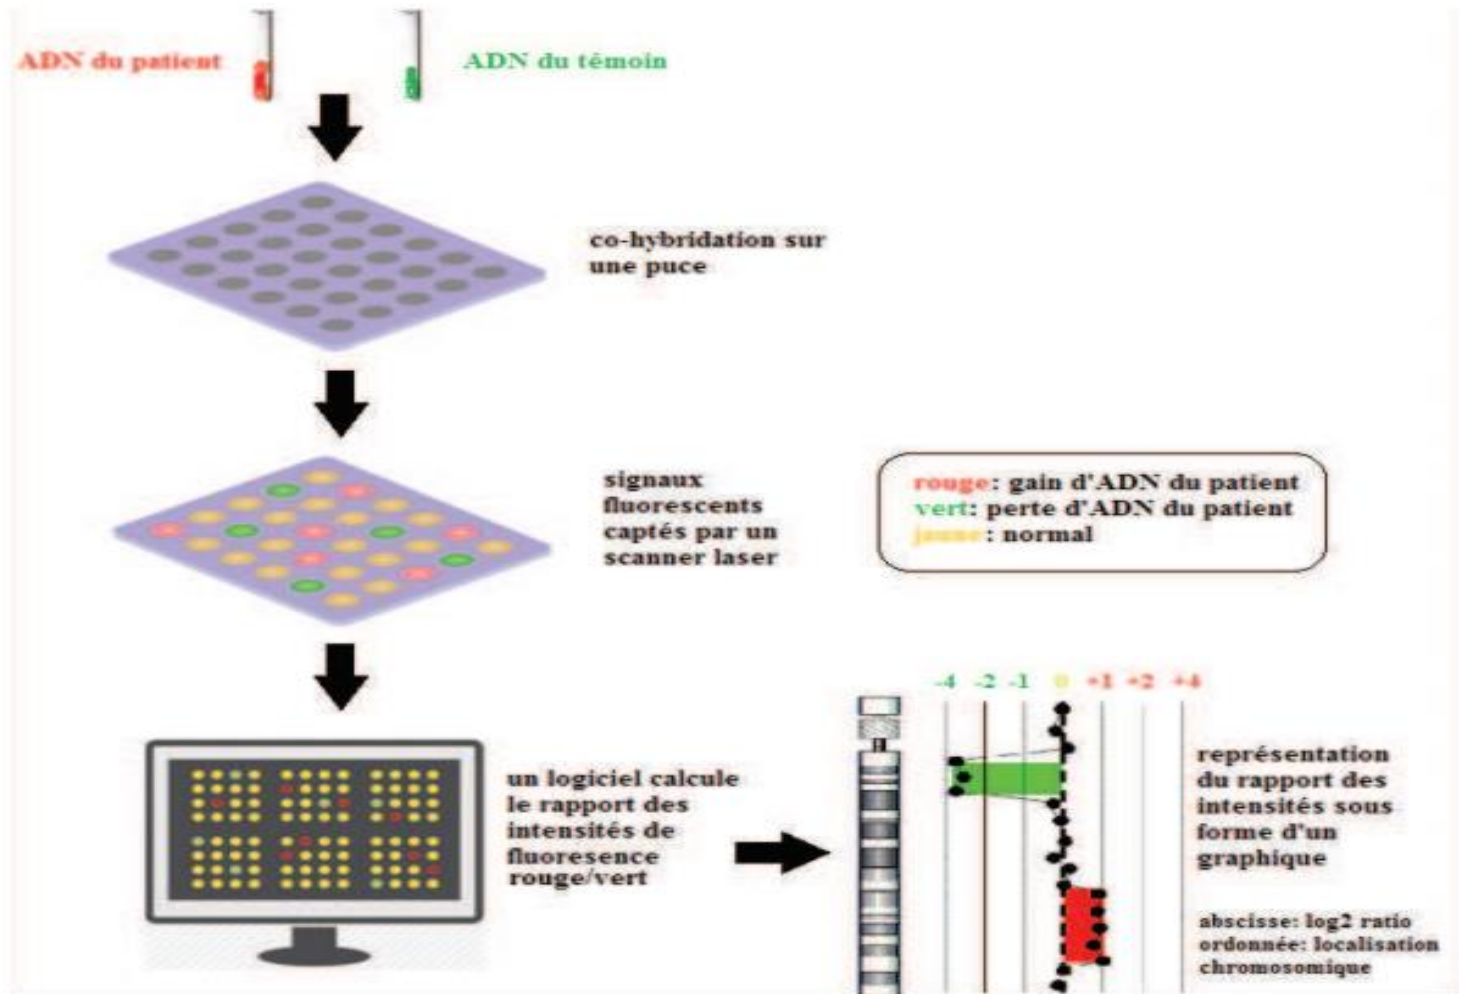 ADN du patient
ADN du témoin
co-hybridation sur
une puce
signaux
fluorescents
captés par un
scanner laser
rouge: gain d'ADN du patient
vert: perte d'ADN du patient
jaune: normal
un logiciel calcule
le rapport des
intensités de
fluoresence
rouge/vert
-4 -2 -1 0 +1 +2 +4
représentation
du rapport des
intensités sous
forme d'un
graphique
abscisse: log2 ratio
ordonnée: localisation
chromosomique